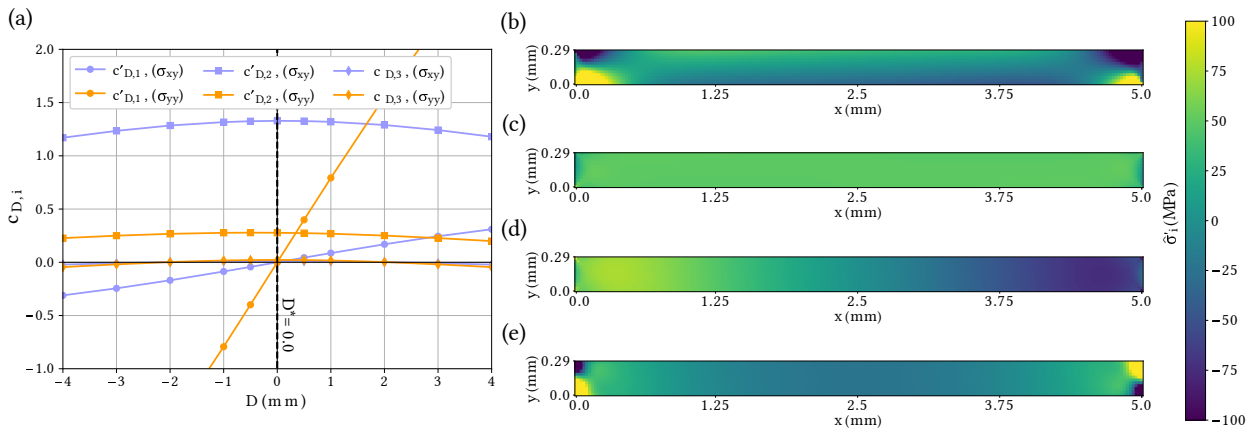 (a)
2.0
1.5
1.0
0.5
0.0
−0.5
−1.0
c D, i
c′D,1 , (σxy)
c′D,2 , (σxy)
c D,3 , (σxy)
c′D,1 , (σyy)
c′D,2 , (σyy)
c D,3 , (σyy)
D* = 0.0
−4 −3 −2 −1 0 1 2 3 4
D (mm)
(b)
0.29
0.0
y (mm)
0.0 1.25 2.5 3.75 5.0
x (mm)
(c)
0.29
0.0
y (mm)
0.0 1.25 2.5 3.75 5.0
x (mm)
(d)
0.29
0.0
y (mm)
0.0 1.25 2.5 3.75 5.0
x (mm)
(e)
0.29
0.0
y (mm)
0.0 1.25 2.5 3.75 5.0
x (mm)
100
75
50
25
0
−25
−50
−75
−100
σ̂′i (MPa)